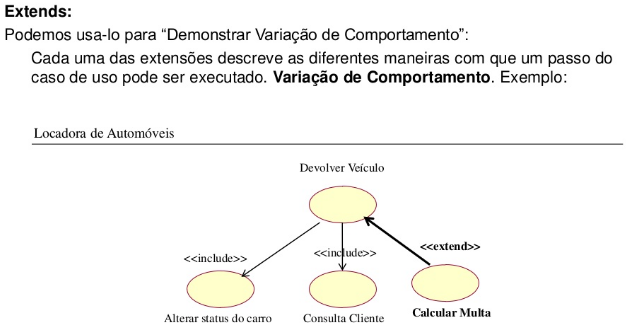 Extends:
Podemos usa-lo para “Demonstrar Variação de Comportamento”:
Cada uma das extensões descreve as diferentes maneiras com que um passo do
caso de uso pode ser executado. Variação de Comportamento. Exemplo:
Locadora de Automóveis
Devolver Veículo
<<extend>>
<<include>>
<<include>>
Alterar status do carro
Consulta Cliente
Calcular Multa